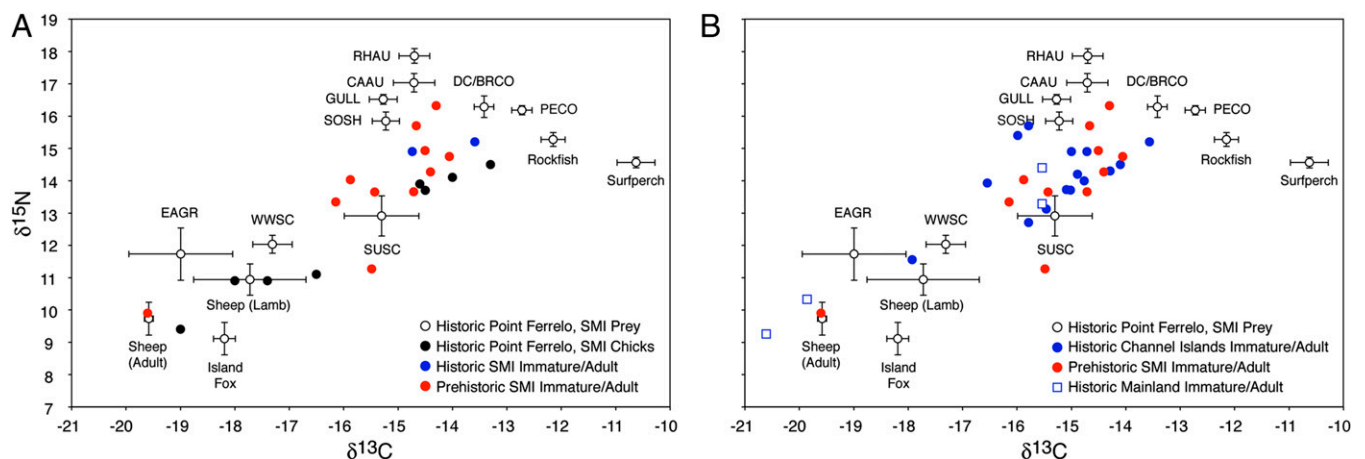 A
19
18
17
16
15
14
13
12
11
10
9
8
7
δ15N
RHAU
CAAU
GULL
SOSH
DC/BRCO
PECO
Rockfish
Surfperch
EAGR
WWSC
SUSC
Sheep (Lamb)
Sheep
(Adult)
Island
Fox
Historic Point Ferrelo, SMI Prey
Historic Point Ferrelo, SMI Chicks
Historic SMI Immature/Adult
Prehistoric SMI Immature/Adult
-21 -20 -19 -18 -17 -16 -15 -14 -13 -12 -11 -10
δ13C
B
RHAU
CAAU
GULL
SOSH
DC/BRCO
PECO
Rockfish
Surfperch
EAGR
WWSC
SUSC
Sheep (Lamb)
Sheep
(Adult)
Island
Fox
Historic Point Ferrelo, SMI Prey
Historic Channel Islands Immature/Adult
Prehistoric SMI Immature/Adult
Historic Mainland Immature/Adult
-21 -20 -19 -18 -17 -16 -15 -14 -13 -12 -11 -10
δ13C